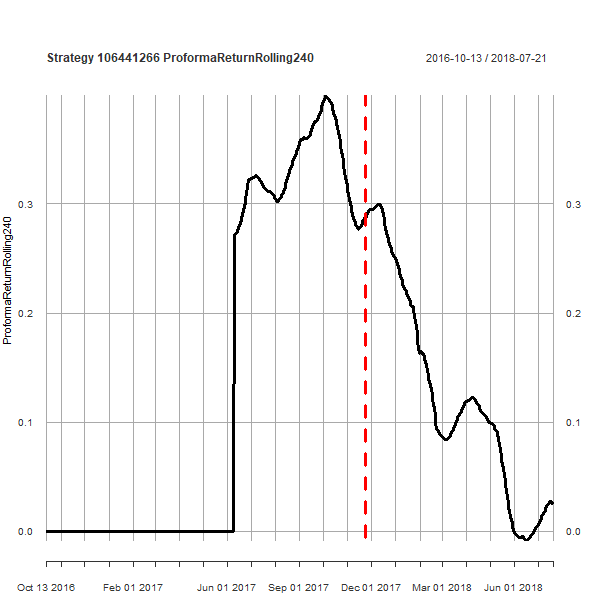 Strategy 106441266 ProformaReturnRolling240
2016-10-13 / 2018-07-21
ProformaReturnRolling240
0.3
0.3
0.2
0.2
0.1
0.1
0.0
0.0
Oct 13 2016
Feb 01 2017
Jun 01 2017
Sep 01 2017
Dec 01 2017
Mar 01 2018
Jun 01 2018